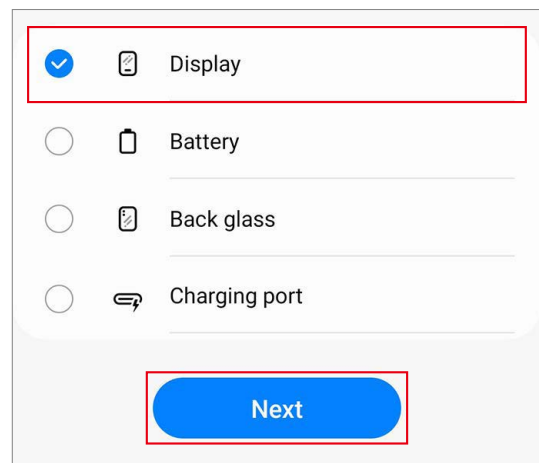 Display
Battery
Back glass
Charging port
Next